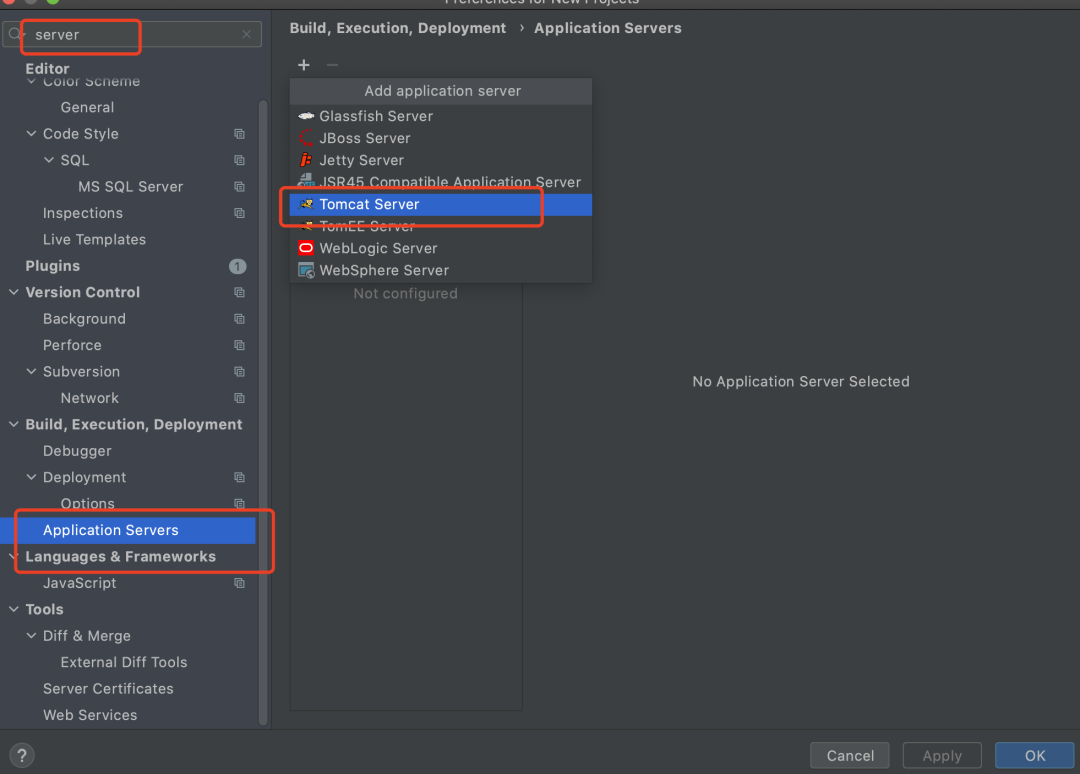 Preferences for New Projects
server
Editor
Color Scheme
General
Code Style
SQL
MS SQL Server
Inspections
Live Templates
Plugins
1
Version Control
Background
Perforce
Subversion
Network
Build, Execution, Deployment
Debugger
Deployment
Options
Application Servers
Languages & Frameworks
JavaScript
Tools
Diff & Merge
External Diff Tools
Server Certificates
Web Services
?
Build, Execution, Deployment › Application Servers
Add application server
Glassfish Server
JBoss Server
Jetty Server
JSR45 Compatible Application Server
Tomcat Server
TomEE Server
WebLogic Server
WebSphere Server
Not configured
No Application Server Selected
Cancel
Apply
OK